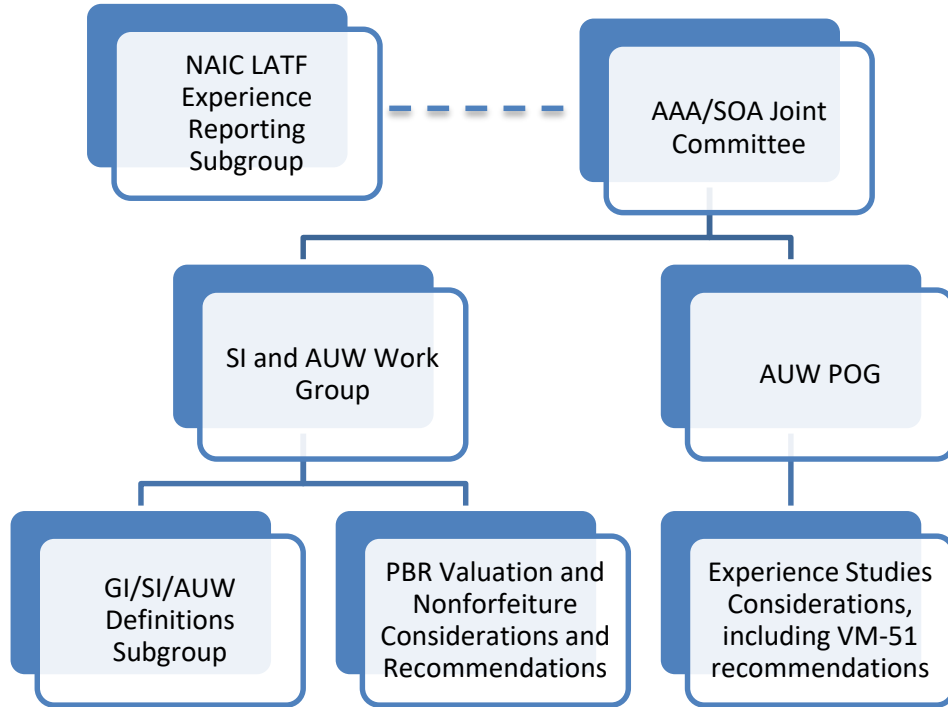 NAIC LATF
Experience
Reporting
Subgroup
AAA/SOA Joint
Committee
SI and AUW Work
Group
AUW POG
GI/SI/AUW
Definitions
Subgroup
PBR Valuation and
Nonforfeiture
Considerations and
Recommendations
Experience Studies
Considerations,
including VM-51
recommendations